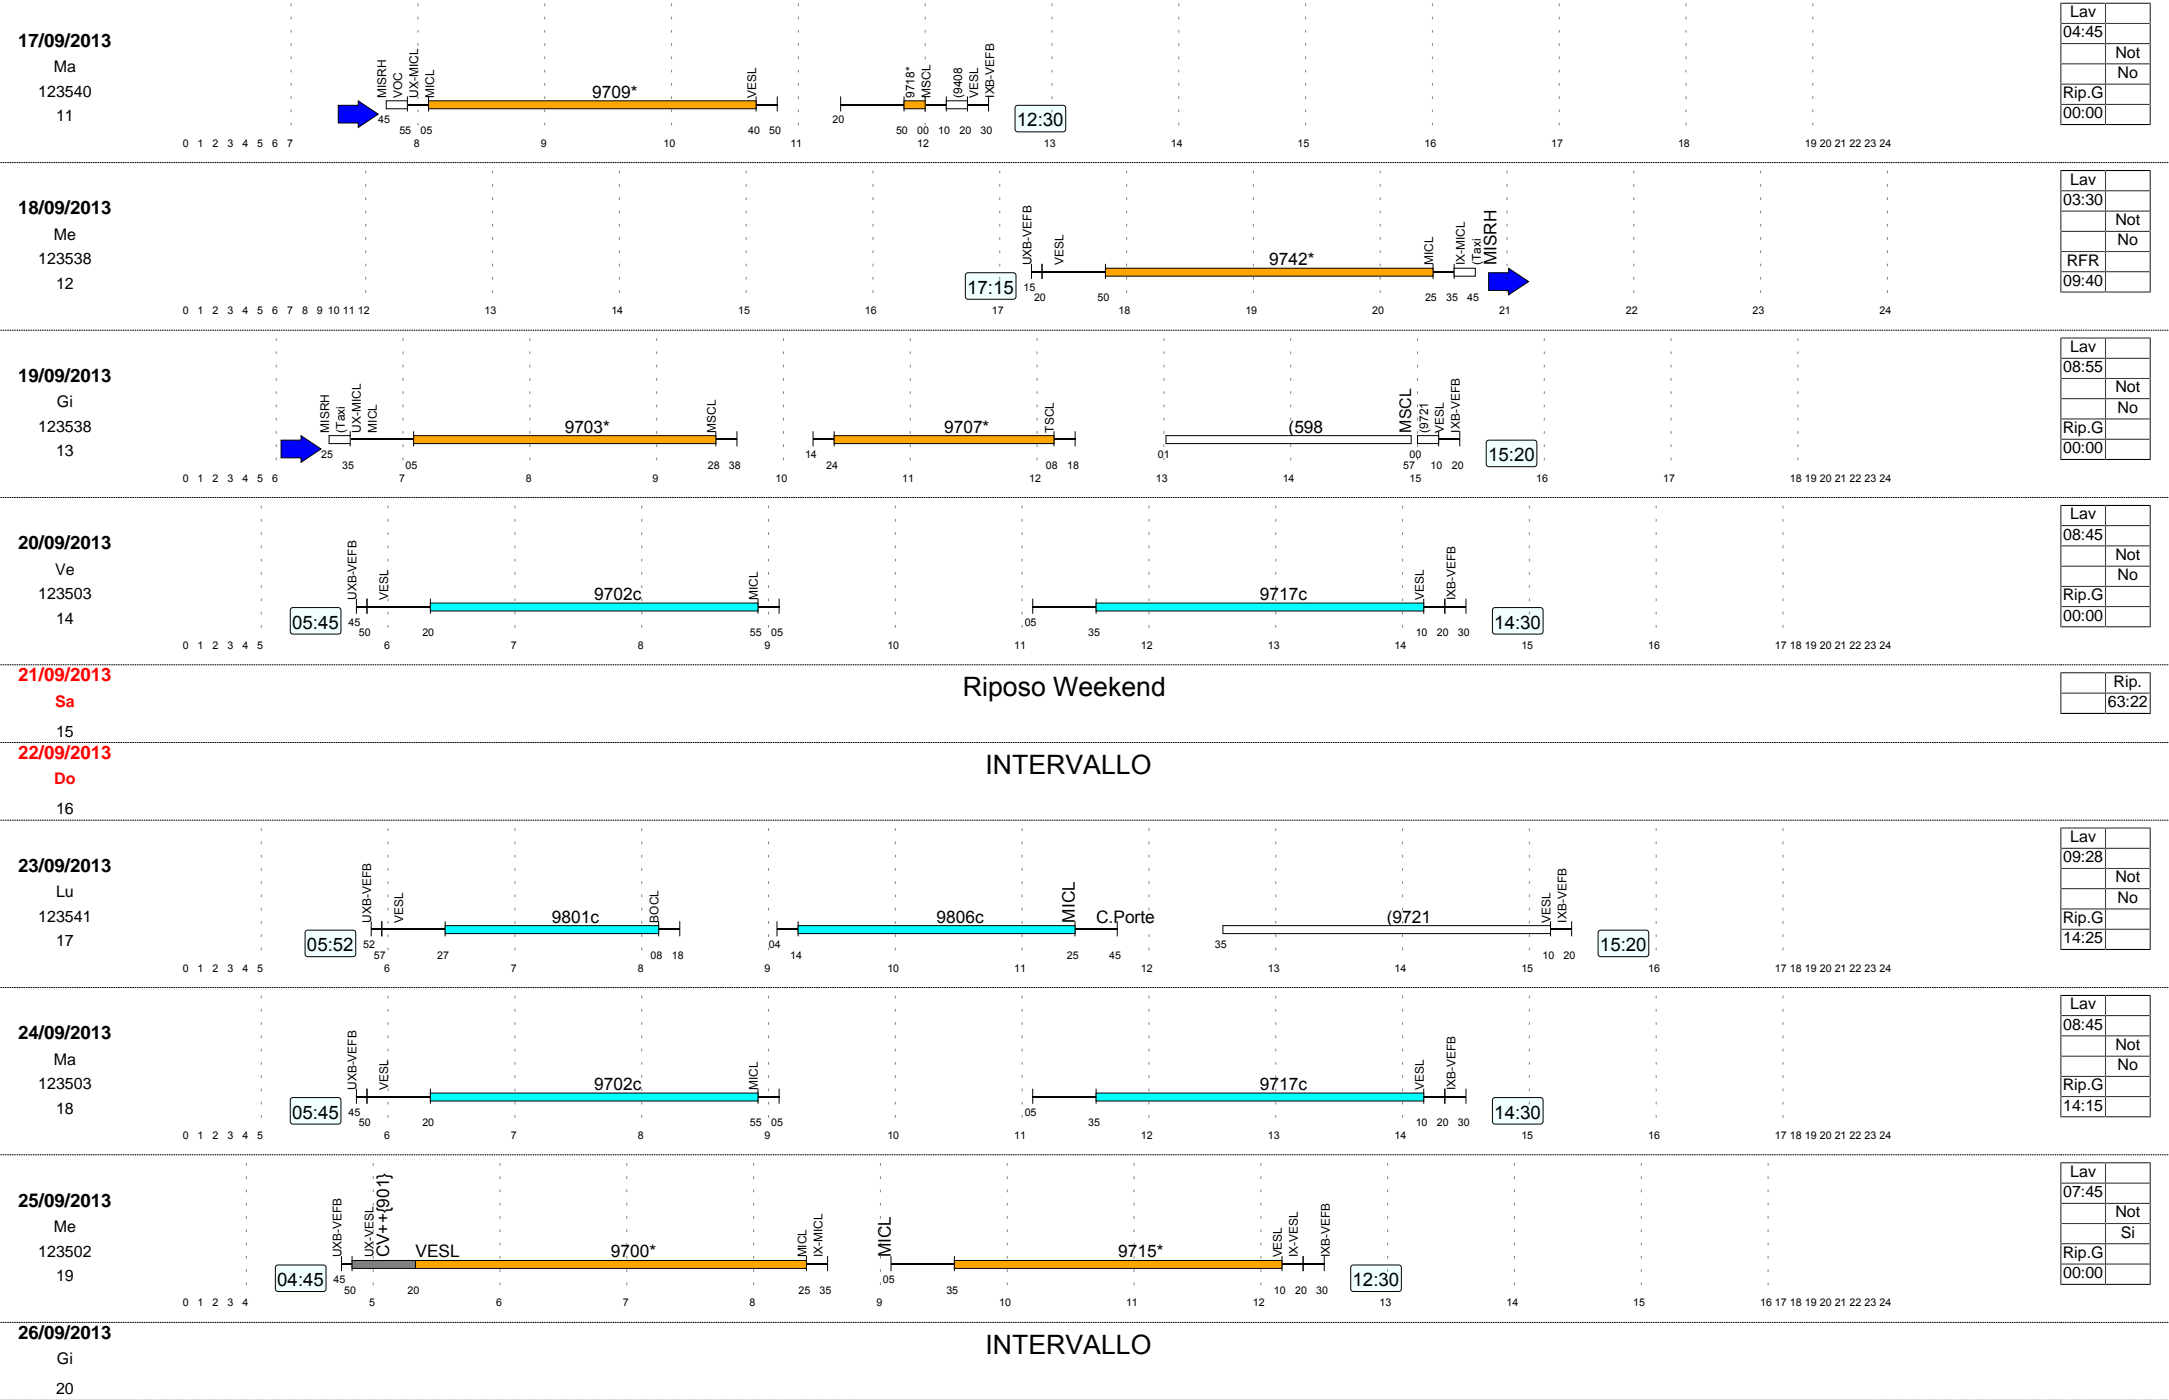 17/09/2013
Ma
123540
11
MISRH
VOC
UX-MICL
MICL
9709*
VESL
9718*
MSCL
(9408
VESL
IXB-VEFB
45 55 05 40 50 20 50 00 10 20 30
12:30
0 1 2 3 4 5 6 7 8 9 10 11 12 13 14 15 16 17 18 19 20 21 22 23 24
Lav
04:45
Not
No
Rip.G
00:00
18/09/2013
Me
123538
12
17:15
UXB-VEFB
VESL
9742*
MICL
IX-MICL
(Taxi
MISRH
15 20 50 25 35 45
0 1 2 3 4 5 6 7 8 9 10 11 12 13 14 15 16 17 18 19 20 21 22 23 24
Lav
03:30
Not
No
RFR
09:40
19/09/2013
Gi
123538
13
MISRH
(Taxi
UX-MICL
MICL
9703*
MSCL
9707*
TSCL
(598
MSCL
(9721
VESL
IXB-VEFB
25 35 05 28 38 14 24 08 18 01 57 00 10 20
15:20
0 1 2 3 4 5 6 7 8 9 10 11 12 13 14 15 16 17 18 19 20 21 22 23 24
Lav
08:55
Not
No
Rip.G
00:00
20/09/2013
Ve
123503
14
05:45
UXB-VEFB
VESL
9702c
MICL
9717c
VESL
IXB-VEFB
45 50 20 55 05 05 35 10 20 30
14:30
0 1 2 3 4 5 6 7 8 9 10 11 12 13 14 15 16 17 18 19 20 21 22 23 24
Lav
08:45
Not
No
Rip.G
00:00
21/09/2013
Sa
15
Riposo Weekend
Rip.
63:22
22/09/2013
Do
16
INTERVALLO
23/09/2013
Lu
123541
17
05:52
UXB-VEFB
VESL
9801c
BOCL
9806c
MICL
C.Porte
(9721
VESL
IXB-VEFB
52 57 27 08 18 04 14 25 45 35 10 20
15:20
0 1 2 3 4 5 6 7 8 9 10 11 12 13 14 15 16 17 18 19 20 21 22 23 24
Lav
09:28
Not
No
Rip.G
14:25
24/09/2013
Ma
123503
18
05:45
UXB-VEFB
VESL
9702c
MICL
9717c
VESL
IXB-VEFB
45 50 20 55 05 05 35 10 20 30
14:30
0 1 2 3 4 5 6 7 8 9 10 11 12 13 14 15 16 17 18 19 20 21 22 23 24
Lav
08:45
Not
No
Rip.G
14:15
25/09/2013
Me
123502
19
04:45
UXB-VEFB
UX-VESL
CV++{901}
VESL
9700*
MICL
IX-MICL
MICL
9715*
VESL
IX-VESL
IXB-VEFB
45 50 20 25 35 05 35 10 20 30
12:30
0 1 2 3 4 5 6 7 8 9 10 11 12 13 14 15 16 17 18 19 20 21 22 23 24
Lav
07:45
Not
Si
Rip.G
00:00
26/09/2013
Gi
20
INTERVALLO